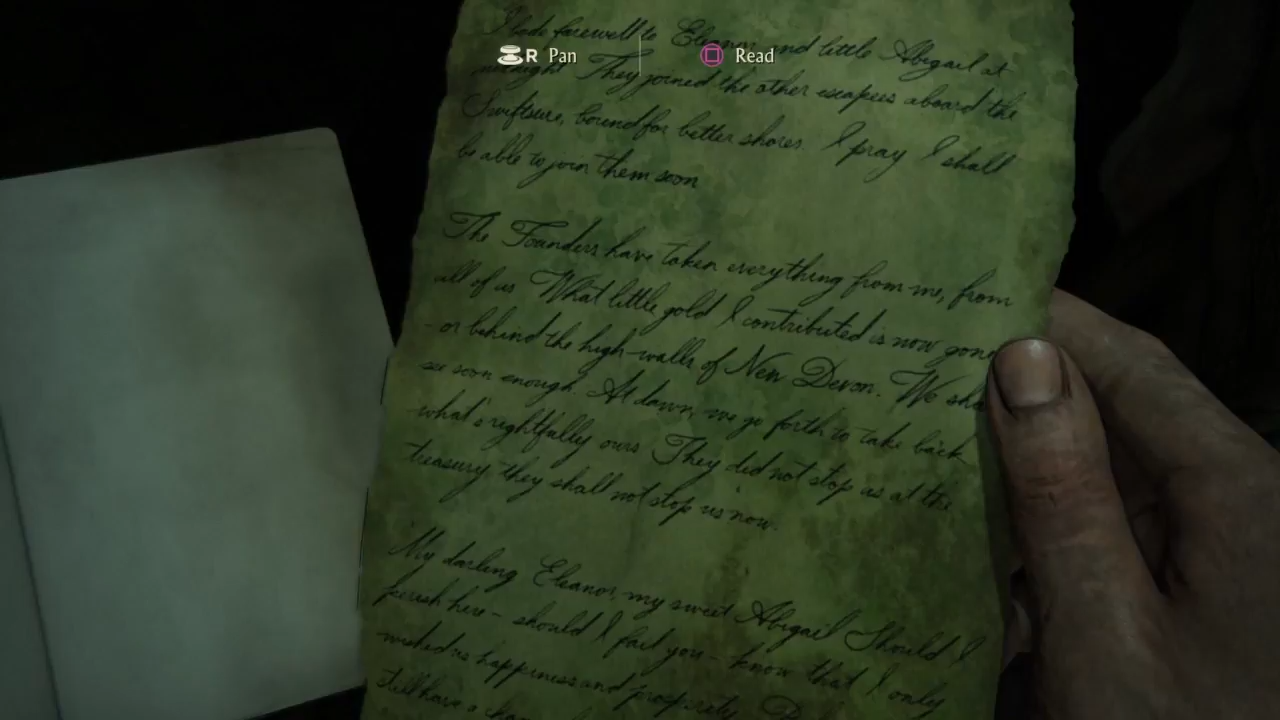 R Pan
Read
I bade farewell to Eleanor and little Abigail at
midnight They joined the other escapees aboard the
Swiftsure, bound for better shores. I pray I shall
be able to join them soon
The Founders have taken everything from me, from
all of us What little gold I contributed is now gone
- or behind the high-walls of New Devon. We sha
see soon enough. At dawn, we go forth to take back
what's rightfully ours They did not stop us at the
treasury they shall not stop us now.
My darling Eleanor my sweet Abigail Should I
perish here - should I fail you - know that I only
wished us happiness and prosperity.
still have a